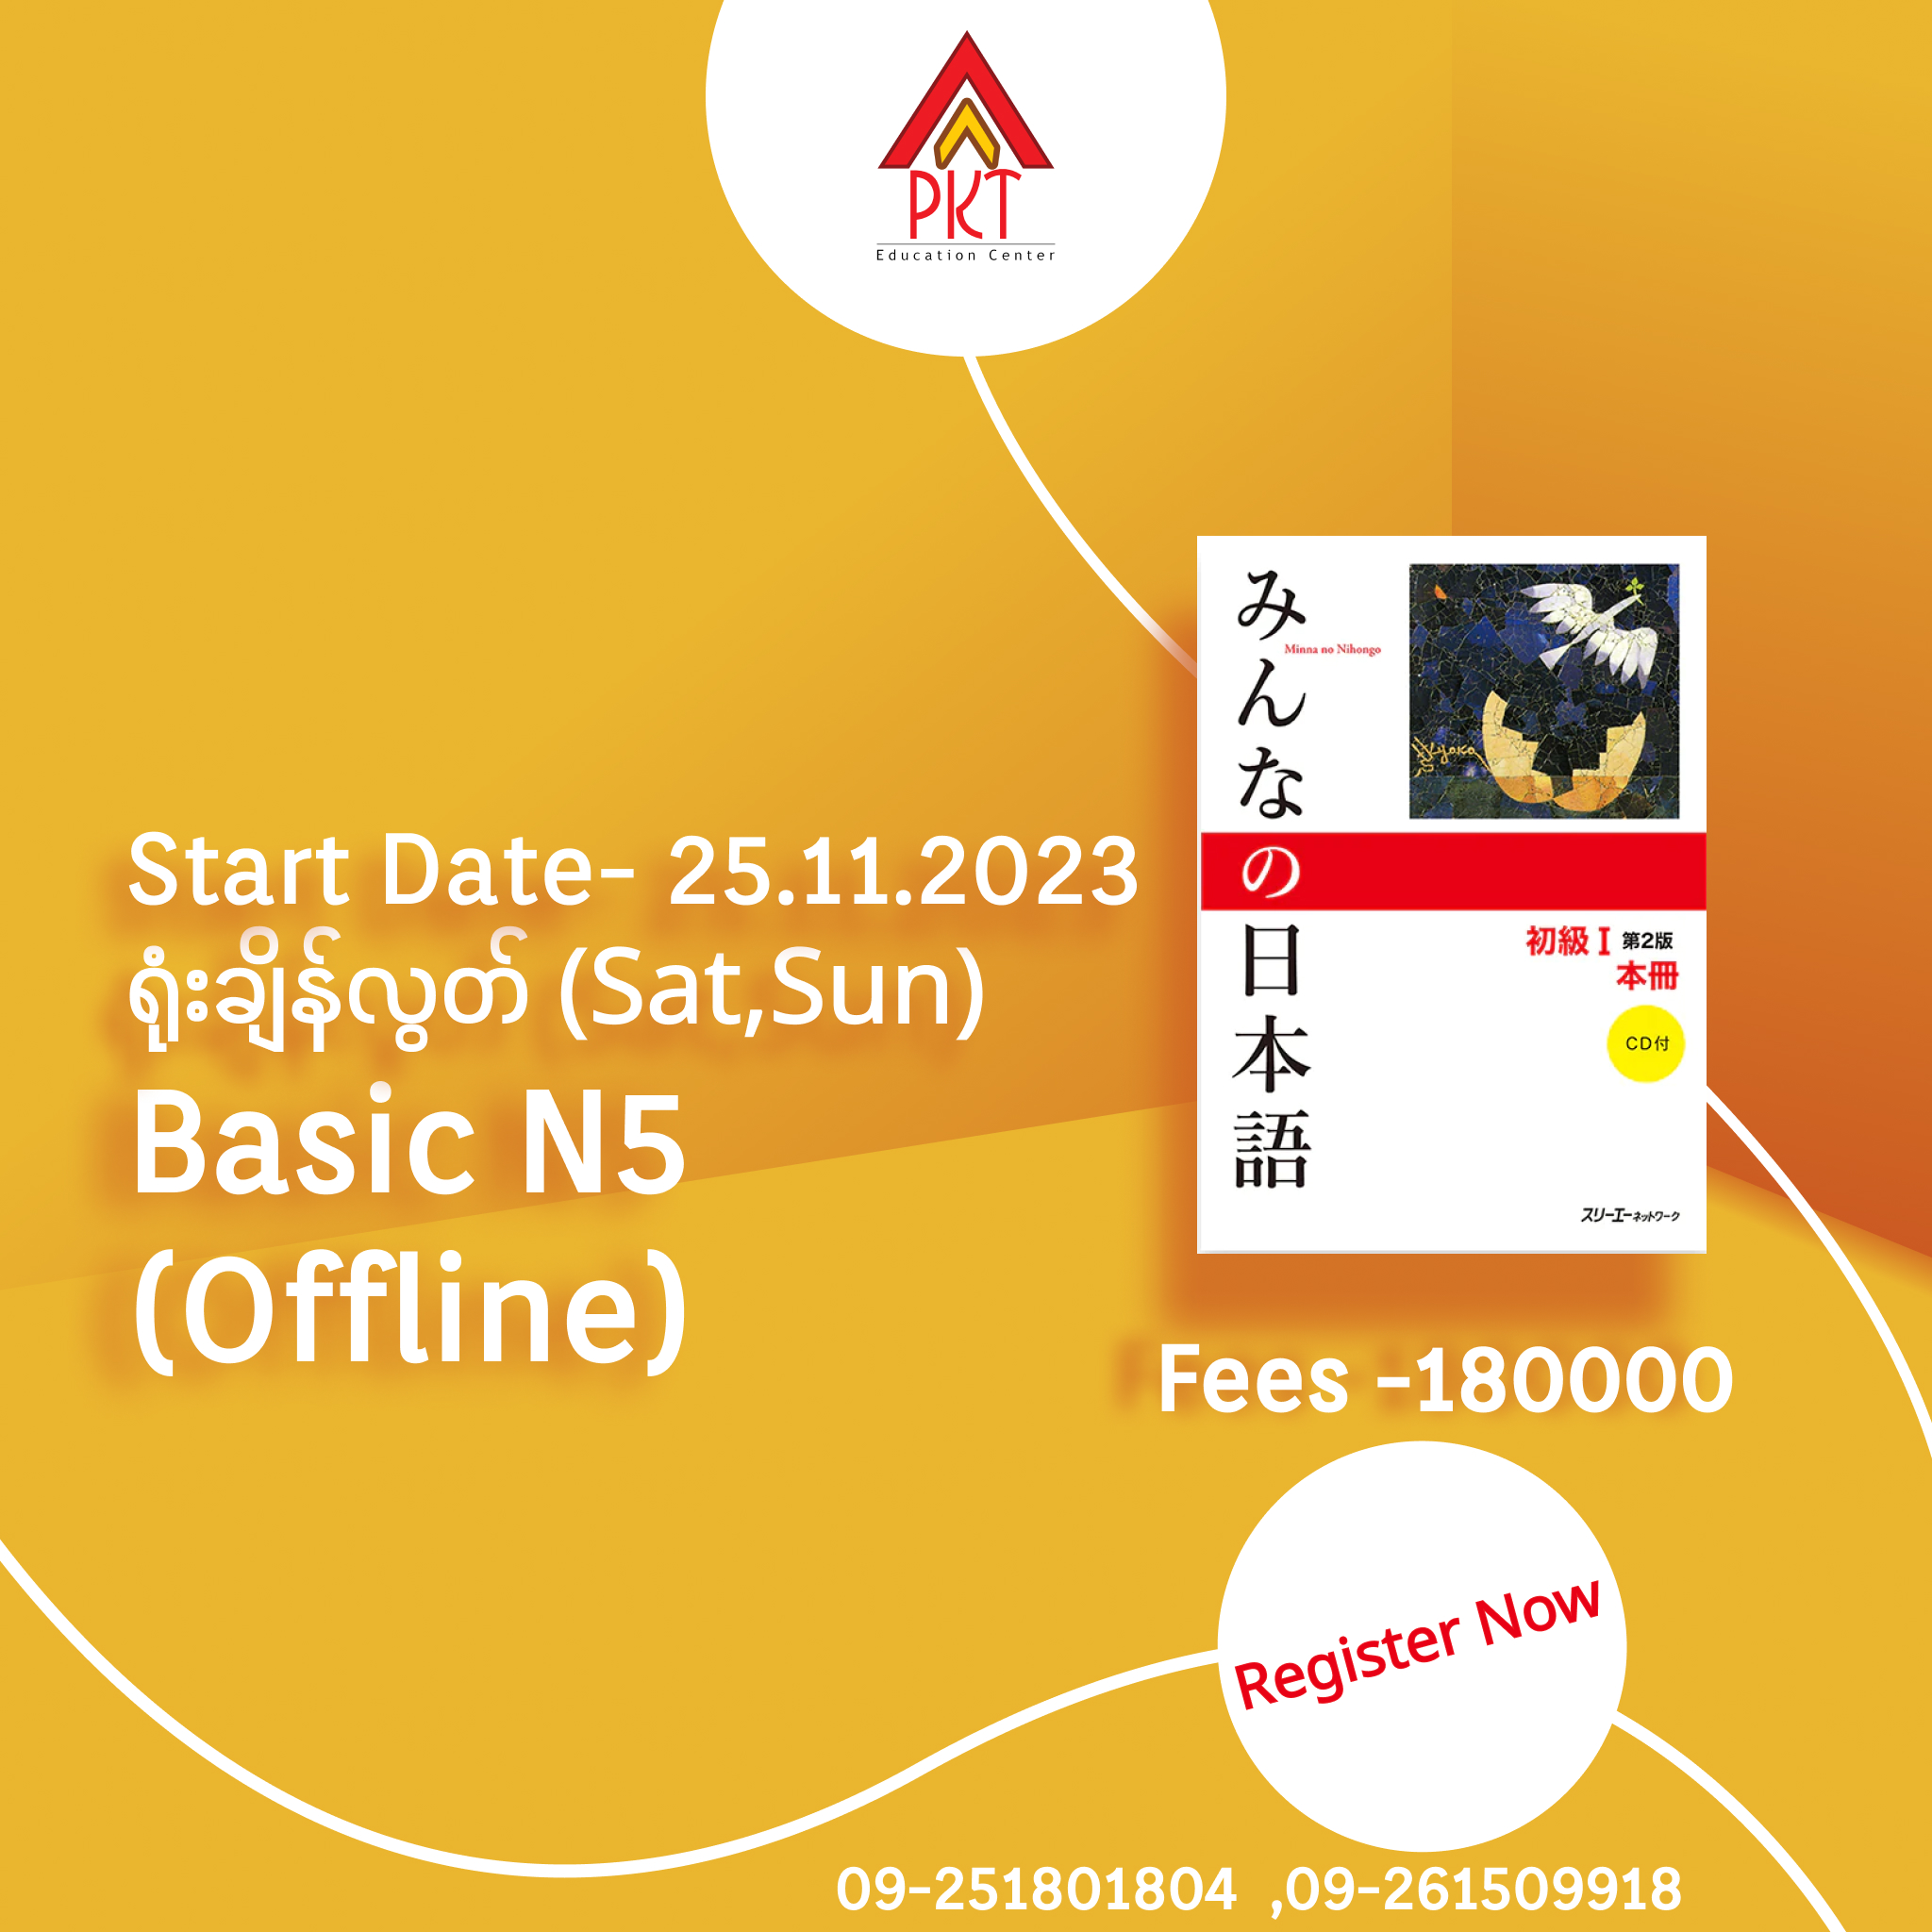 PKT
Education Center
みんなの日本語
Minna no Nihongo
Kyoko
初級 I 第2版
本冊
CD付
スリーエーネットワーク
Start Date- 25.11.2023
ရုံးချိန်လွတ် (Sat,Sun)
Basic N5
(Offline)
Fees -180000
Register Now
09-251801804 ,09-261509918